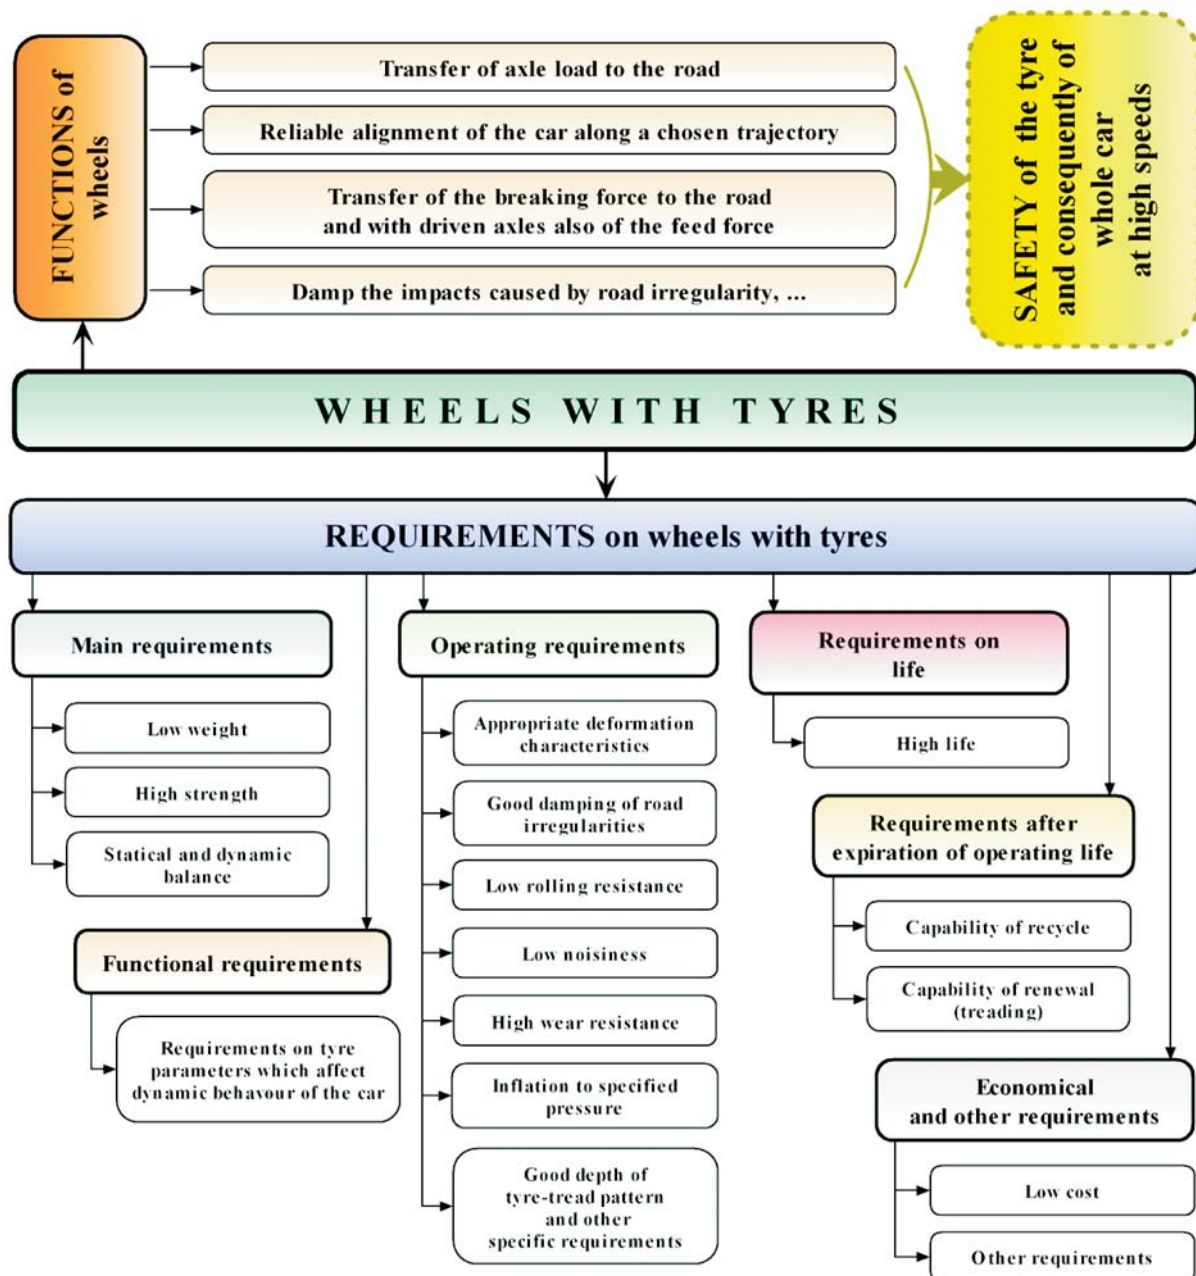 FUNCTIONS of
wheels
Transfer of axle load to the road
Reliable alignment of the car along a chosen trajectory
Transfer of the breaking force to the road
and with driven axles also of the feed force
Damp the impacts caused by road irregularity, ...
SAFETY of the tyre
and consequently of
whole car
at high speeds
WHEELS WITH TYRES
REQUIREMENTS on wheels with tyres
Main requirements
Low weight
High strength
Statical and dynamic
balance
Functional requirements
Requirements on tyre
parameters which affect
dynamic behavour of the car
Operating requirements
Appropriate deformation
characteristics
Good damping of road
irregularities
Low rolling resistance
Low noisiness
High wear resistance
Inflation to specified
pressure
Good depth of
tyre-tread pattern
and other
specific requirements
Requirements on
life
High life
Requirements after
expiration of operating life
Capability of recycle
Capability of renewal
(treading)
Economical
and other requirements
Low cost
Other requirements